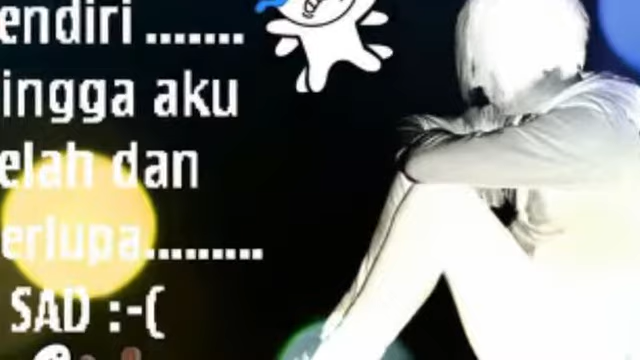 endiri .......
ingga aku
elah dan
erlupa.........
SAD :-(